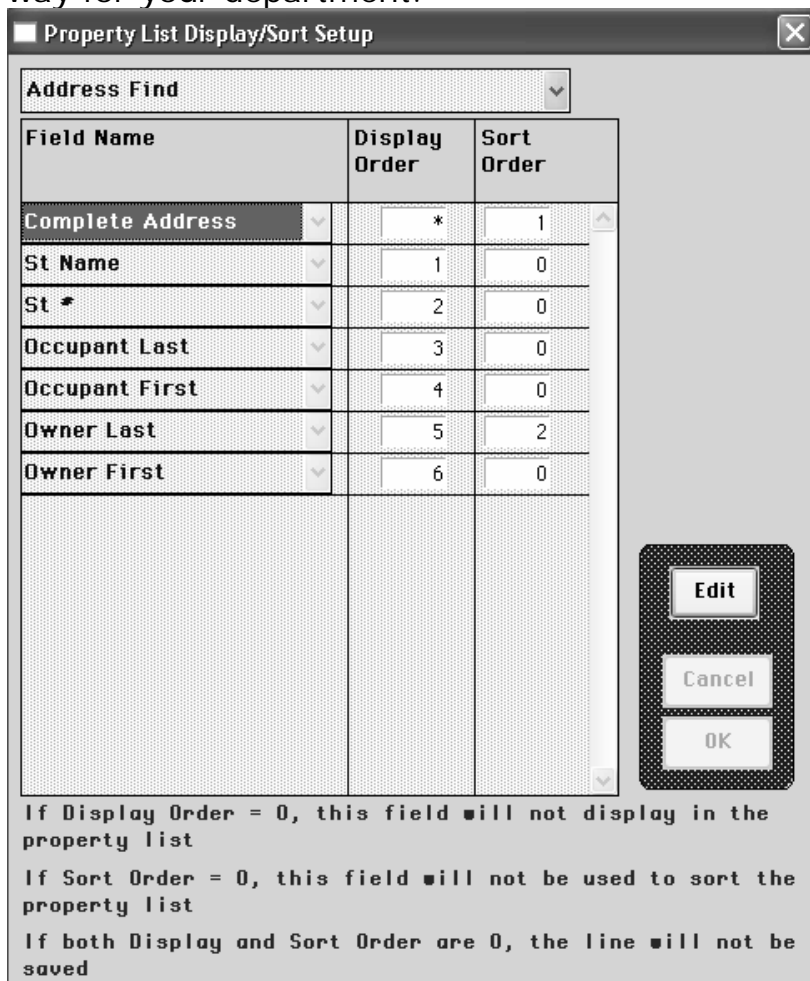 way for your department.
Property List Display/Sort Setup
Address Find
Field Name Display Order Sort Order
Complete Address * 1
St Name 1 0
St # 2 0
Occupant Last 3 0
Occupant First 4 0
Owner Last 5 2
Owner First 6 0
Edit
Cancel
OK
If Display Order = 0, this field will not display in the
property list
If Sort Order = 0, this field will not be used to sort the
property list
If both Display and Sort Order are 0, the line will not be
saved